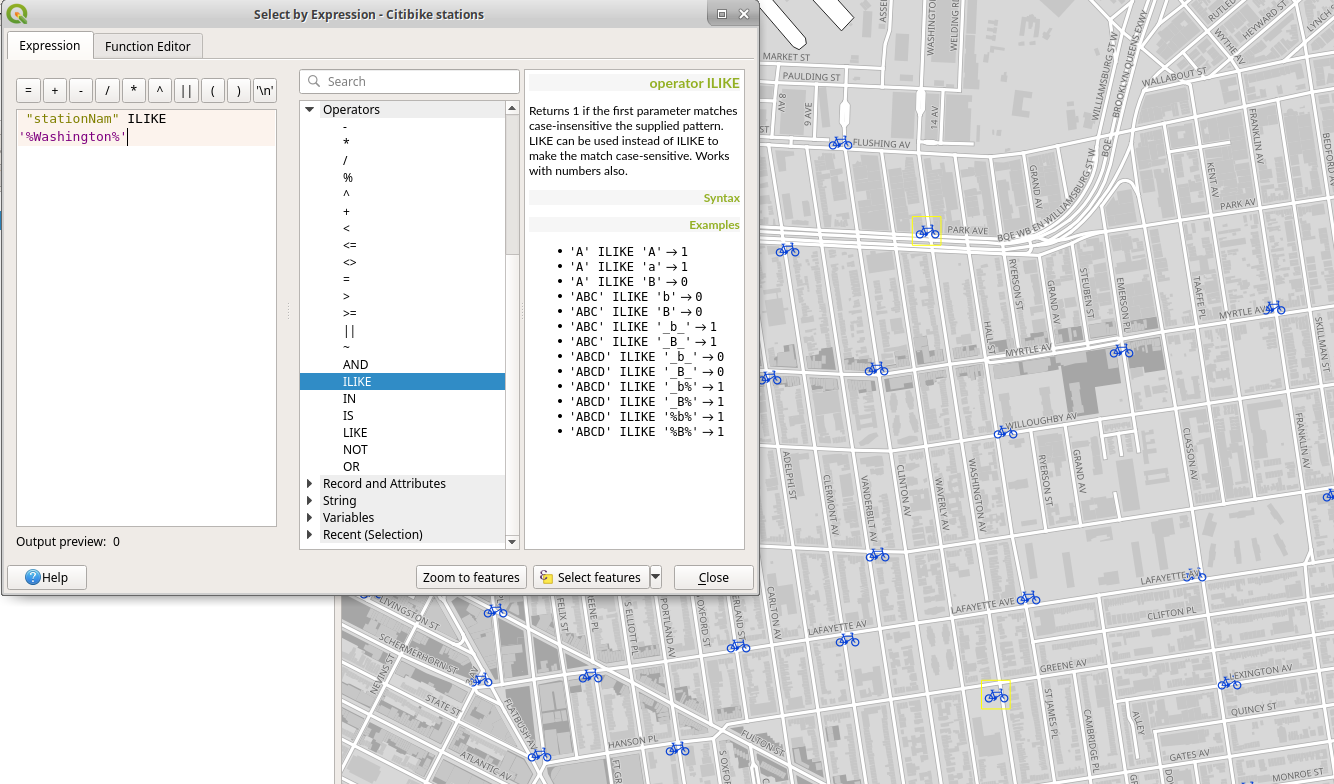 Select by Expression - Citibike stations
Expression
Function Editor
= + - / * ^ || ( ) '\n'
"stationNam" ILIKE
'%Washington%'
Output preview: 0
Search
Operators
-
*
/
%
^
+
<
<=
<>
=
>
>=
||
~
AND
ILIKE
IN
IS
LIKE
NOT
OR
Record and Attributes
String
Variables
Recent (Selection)
operator ILIKE
Returns 1 if the first parameter matches
case-insensitive the supplied pattern.
LIKE can be used instead of ILIKE to
make the match case-sensitive. Works
with numbers also.
Syntax
Examples
• 'A' ILIKE 'A' → 1
• 'A' ILIKE 'a' → 1
• 'A' ILIKE 'B' → 0
• 'ABC' ILIKE 'b' → 0
• 'ABC' ILIKE 'B' → 0
• 'ABC' ILIKE '_b_' → 1
• 'ABC' ILIKE '_B_' → 1
• 'ABCD' ILIKE '_b_' → 0
• 'ABCD' ILIKE '_B_' → 0
• 'ABCD' ILIKE '_b%' → 1
• 'ABCD' ILIKE '_B%' → 1
• 'ABCD' ILIKE '%b%' → 1
• 'ABCD' ILIKE '%B%' → 1
Help
Zoom to features
Select features
Close
MARKET ST
PAULDING ST
8 AV
9 AVE
14 AV
WASHINGTON
WELDING
FLUSHING AV
WILLIAMSBURG ST W
BROOKLYN QUEENS EXWY
BQE
WALLABOUT ST
RUTLED
HEYWARD ST
LYNCH
WYTHE AV
FRANKLIN AV
BEDFORD
KENT AV
GRAND AV
PARK AV
PARK AVE
BQE WB EN WILLIAMSBURG ST W
RYERSON ST
GRAND AV
STEUBEN ST
EMERSON PL
TAAFFE PL
MYRTLE AV
SKILLMAN ST
HALL ST
MYRTLE AV
WILLOUGHBY AV
CLASSON AV
FRANKLIN AV
ADELPHI ST
CLERMONT AV
VANDERBILT AV
CLINTON AV
WAVERLY AV
WASHINGTON AV
RYERSON ST
GRAND AV
LAFAYETTE AV
LAFAYETTE AVE
CLIFTON PL
LAFAYETTE AV
LIVINGSTON ST
SCHERMERHORN ST
NEVINS ST
STATE ST
FLATBUSH AV
ATLANTIC AV
FELIX ST
S ELLIOTT PL
PORTLAND AV
OXFORD ST
CARLTON AV
HANSON PL
FULTON ST
S OXF
GREENE AV
ST JAMES PL
CAMBRIDGE PL
ALLEY
LEXINGTON AV
QUINCY ST
GATES AV
MONROE ST